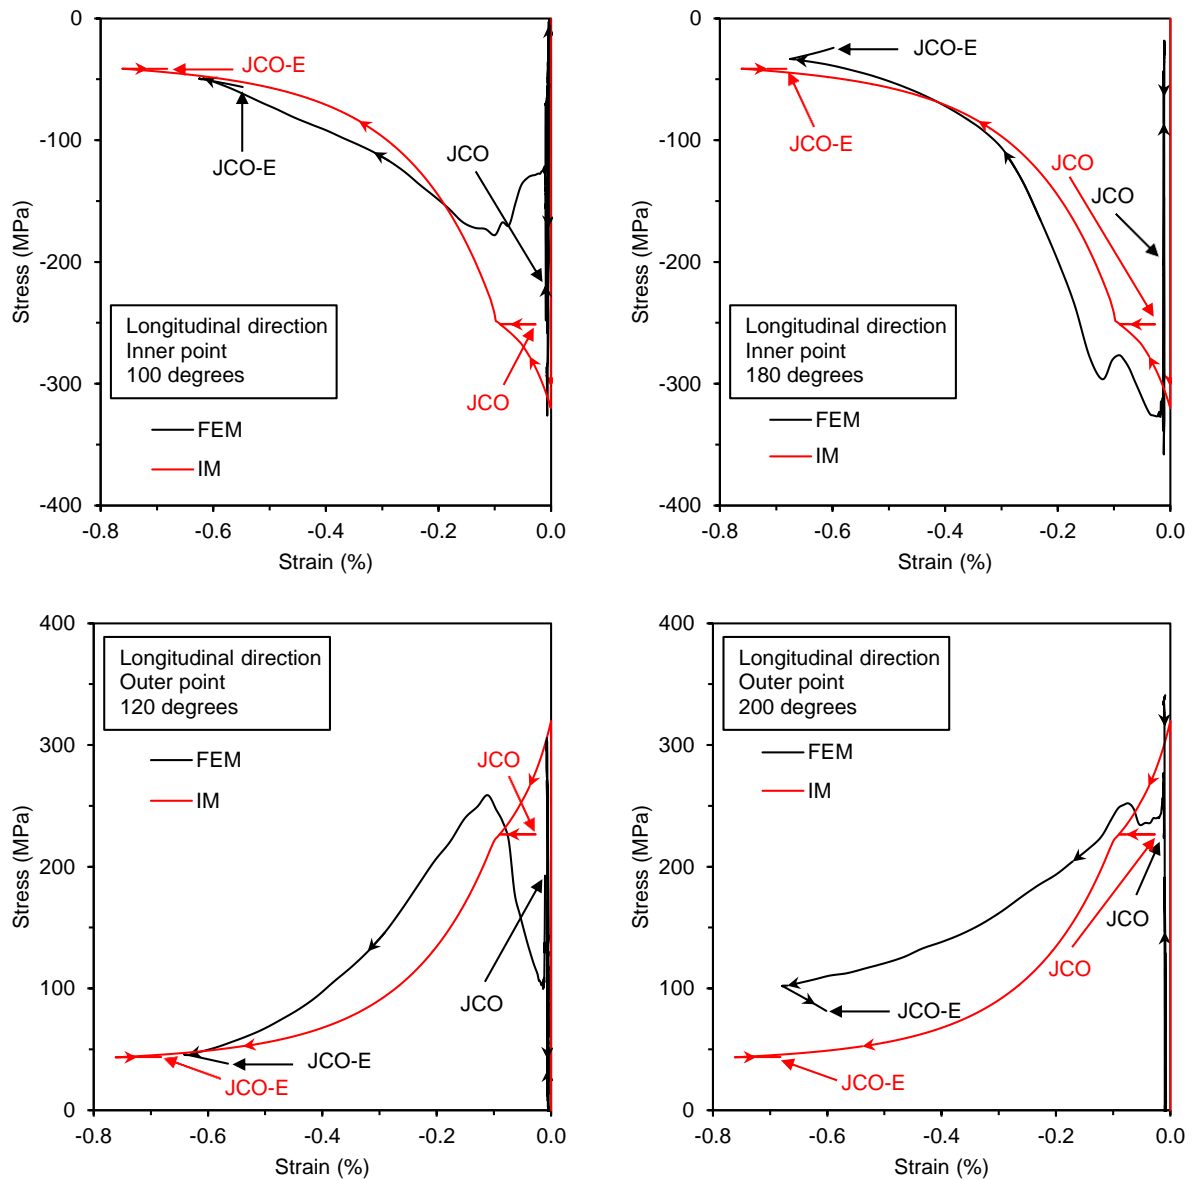 0
-100
-200
-300
-400
Stress (MPa)
JCO-E
JCO-E
JCO
JCO
Longitudinal direction
Inner point
100 degrees
FEM
IM
-0.8
-0.6
-0.4
-0.2
0.0
Strain (%)
0
-100
-200
-300
-400
Stress (MPa)
JCO-E
JCO-E
JCO
JCO
Longitudinal direction
Inner point
180 degrees
FEM
IM
-0.8
-0.6
-0.4
-0.2
0.0
Strain (%)
400
300
200
100
0
Stress (MPa)
Longitudinal direction
Outer point
120 degrees
FEM
IM
JCO
JCO
JCO-E
JCO-E
-0.8
-0.6
-0.4
-0.2
0.0
Strain (%)
400
300
200
100
0
Stress (MPa)
Longitudinal direction
Outer point
200 degrees
FEM
IM
JCO
JCO
JCO-E
JCO-E
-0.8
-0.6
-0.4
-0.2
0.0
Strain (%)